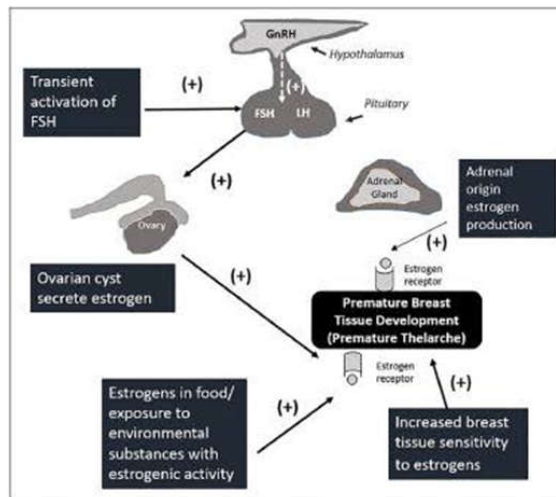 GnRH
Hypothalamus
(+)
Transient
activation of
FSH
(+)
FSH
LH
Pituitary
(+)
Adrenal
Gland
Adrenal
origin
estrogen
production
(+)
Ovary
Ovarian cyst
secrete estrogen
(+)
Estrogen
receptor
Premature Breast
Tissue Development
(Premature Thelarche)
Estrogen
receptor
Estrogens in food/
exposure to
environmental
substances with
estrogenic activity
(+)
(+)
Increased breast
tissue sensitivity
to estrogens